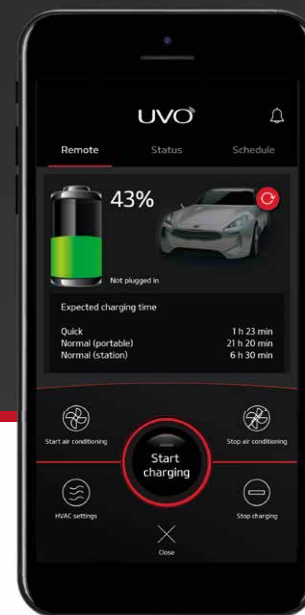 UVO
Remote Status Schedule
43%
Not plugged in
Expected charging time
Quick 1 h 23 min
Normal (portable) 21 h 20 min
Normal (station) 6 h 30 min
Start air conditioning Stop air conditioning
Start
charging
HVAC settings Stop charging
Close